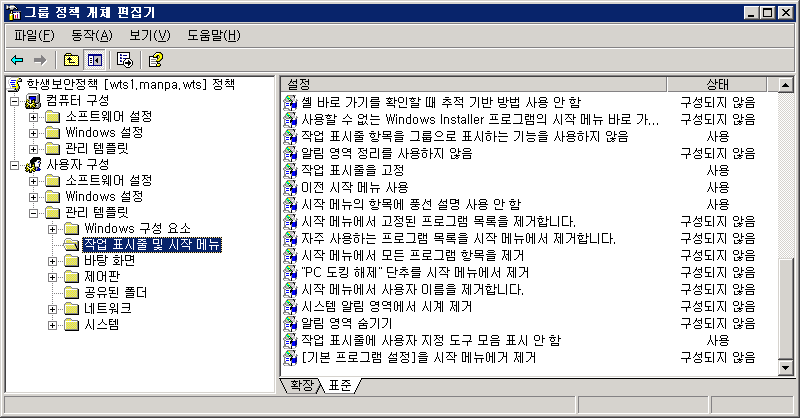 그룹 정책 개체 편집기
파일(F) 동작(A) 보기(V) 도움말(H)
학생보안정책 [wts1.manpa.wts] 정책
컴퓨터 구성
소프트웨어 설정
Windows 설정
관리 템플릿
사용자 구성
소프트웨어 설정
Windows 설정
관리 템플릿
Windows 구성 요소
작업 표시줄 및 시작 메뉴
바탕 화면
제어판
공유된 폴더
네트워크
시스템
설정 상태
셸 바로 가기를 확인할 때 추적 기반 방법 사용 안 함 구성되지 않음
사용할 수 없는 Windows Installer 프로그램의 시작 메뉴 바로 가... 구성되지 않음
작업 표시줄 항목을 그룹으로 표시하는 기능을 사용하지 않음 사용
알림 영역 정리를 사용하지 않음 구성되지 않음
작업 표시줄을 고정 사용
이전 시작 메뉴 사용 사용
시작 메뉴의 항목에 풍선 설명 사용 안 함 사용
시작 메뉴에서 고정된 프로그램 목록을 제거합니다. 구성되지 않음
자주 사용하는 프로그램 목록을 시작 메뉴에서 제거합니다. 구성되지 않음
시작 메뉴에서 모든 프로그램 항목을 제거 구성되지 않음
"PC 도킹 해제" 단추를 시작 메뉴에서 제거 구성되지 않음
시작 메뉴에서 사용자 이름을 제거합니다. 구성되지 않음
시스템 알림 영역에서 시계 제거 구성되지 않음
알림 영역 숨기기 구성되지 않음
작업 표시줄에 사용자 지정 도구 모음 표시 안 함 사용
[기본 프로그램 설정]을 시작 메뉴에거 제거 구성되지 않음
확장 표준